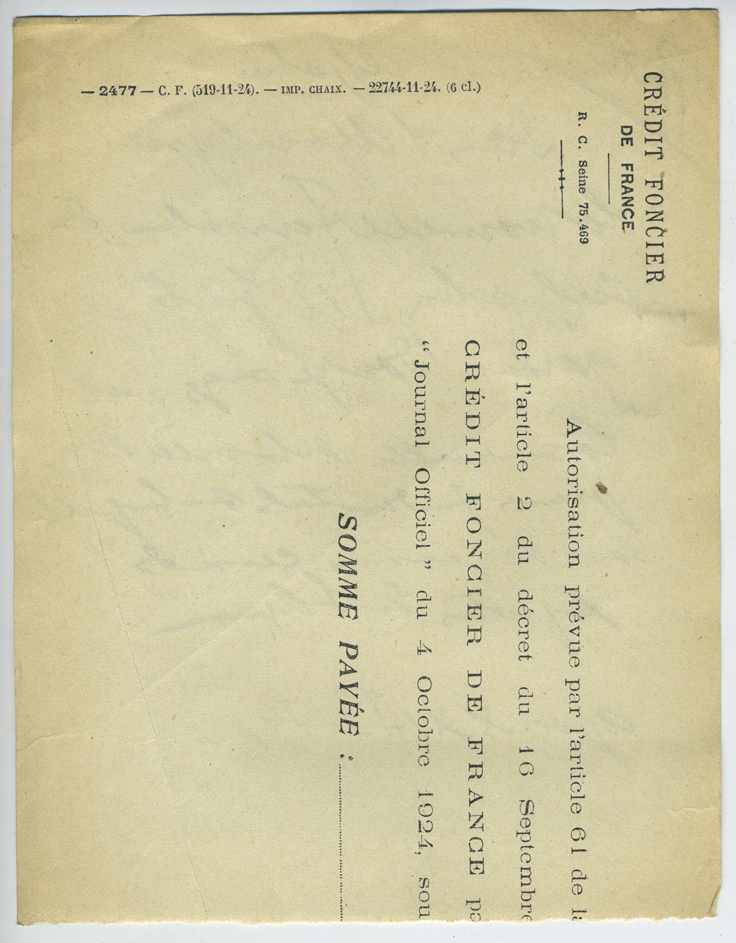 — 2477 — C. F. (519-11-24). — IMP. CHAIX. — 22744-11-24. (6 cl.)
CRÉDIT FONCIER
DE FRANCE
R. C. Seine 75.469
Autorisation prévue par l'article 61 de
et l'article 2 du décret du 16 Septembre
CRÉDIT FONCIER DE FRANCE
“ Journal Officiel ” du 4 Octobre 1924,
SOMME PAYÉE :